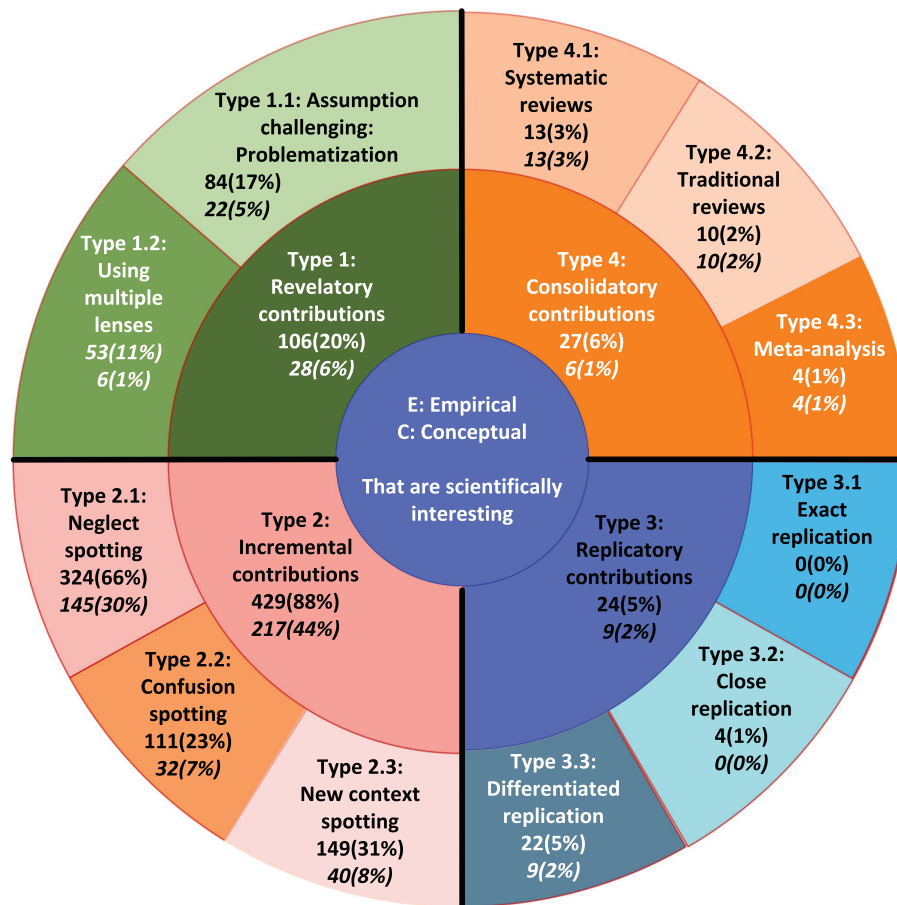 Type 1.1: Assumption
challenging:
Problematization
84(17%)
22(5%)
Type 1.2:
Using
multiple
lenses
53(11%)
6(1%)
Type 1:
Revelatory
contributions
106(20%)
28(6%)
Type 4.1:
Systematic
reviews
13(3%)
13(3%)
Type 4.2:
Traditional
reviews
10(2%)
10(2%)
Type 4.3:
Meta-analysis
4(1%)
4(1%)
Type 4:
Consolidatory
contributions
27(6%)
6(1%)
E: Empirical
C: Conceptual
That are scientifically
interesting
Type 2.1:
Neglect
spotting
324(66%)
145(30%)
Type 2:
Incremental
contributions
429(88%)
217(44%)
Type 2.2:
Confusion
spotting
111(23%)
32(7%)
Type 2.3:
New context
spotting
149(31%)
40(8%)
Type 3:
Replicatory
contributions
24(5%)
9(2%)
Type 3.1
Exact
replication
0(0%)
0(0%)
Type 3.2:
Close
replication
4(1%)
0(0%)
Type 3.3:
Differentiated
replication
22(5%)
9(2%)